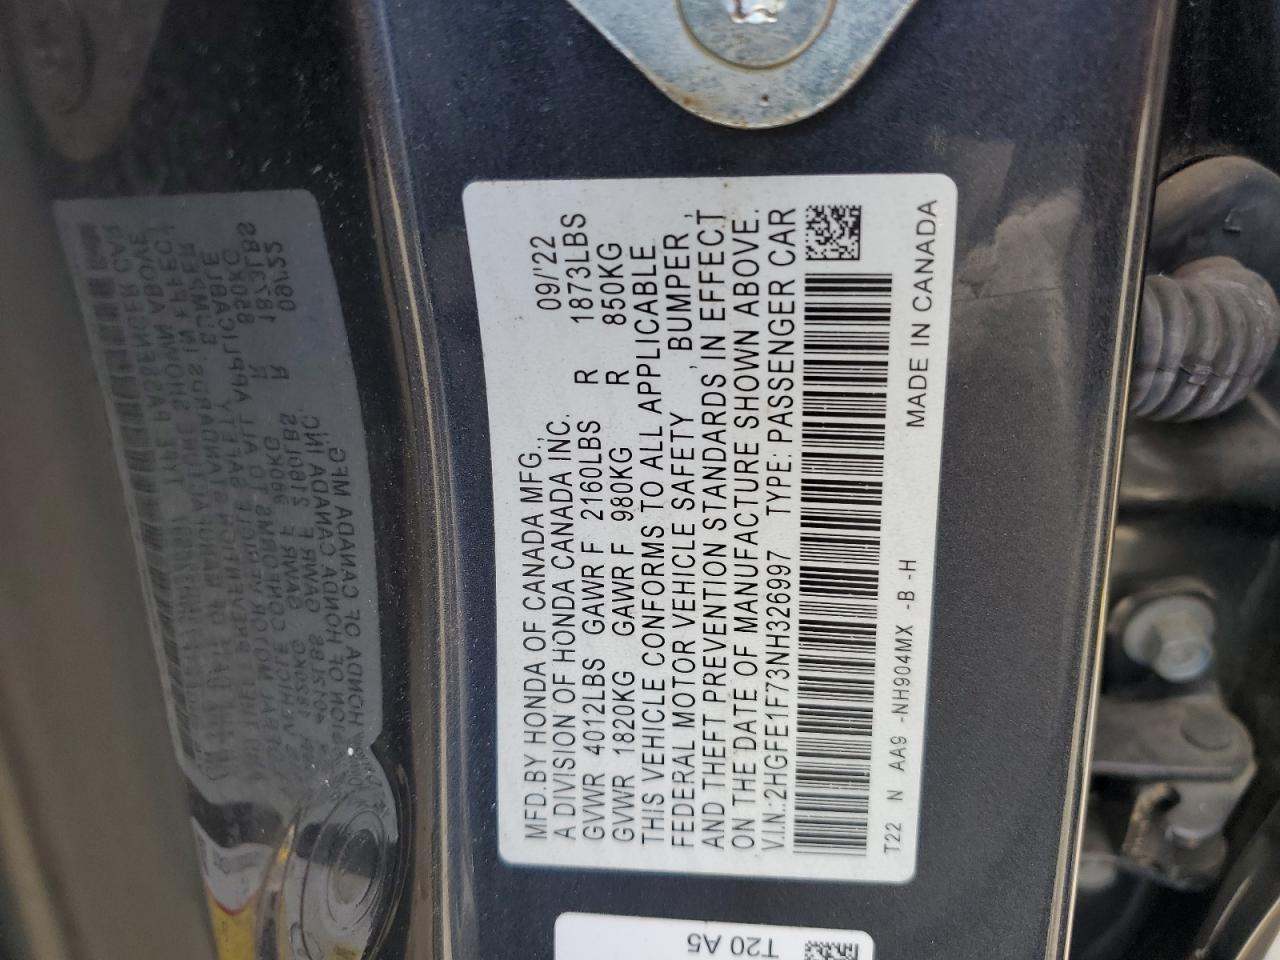 MFD.BY HONDA OF CANADA MFG., 09/'22
A DIVISION OF HONDA CANADA INC.
GVWR 4012LBS GAWR F 2160LBS R 1873LBS
GVWR 1820KG GAWR F 980KG R 850KG
THIS VEHICLE CONFORMS TO ALL APPLICABLE
FEDERAL MOTOR VEHICLE SAFETY, BUMPER,
AND THEFT PREVENTION STANDARDS IN EFFECT
ON THE DATE OF MANUFACTURE SHOWN ABOVE.
V.I.N.:2HGFE1F73NH326997 TYPE: PASSENGER CAR
T22 N AA9 -NH904MX -B -H MADE IN CANADA
T20 A5